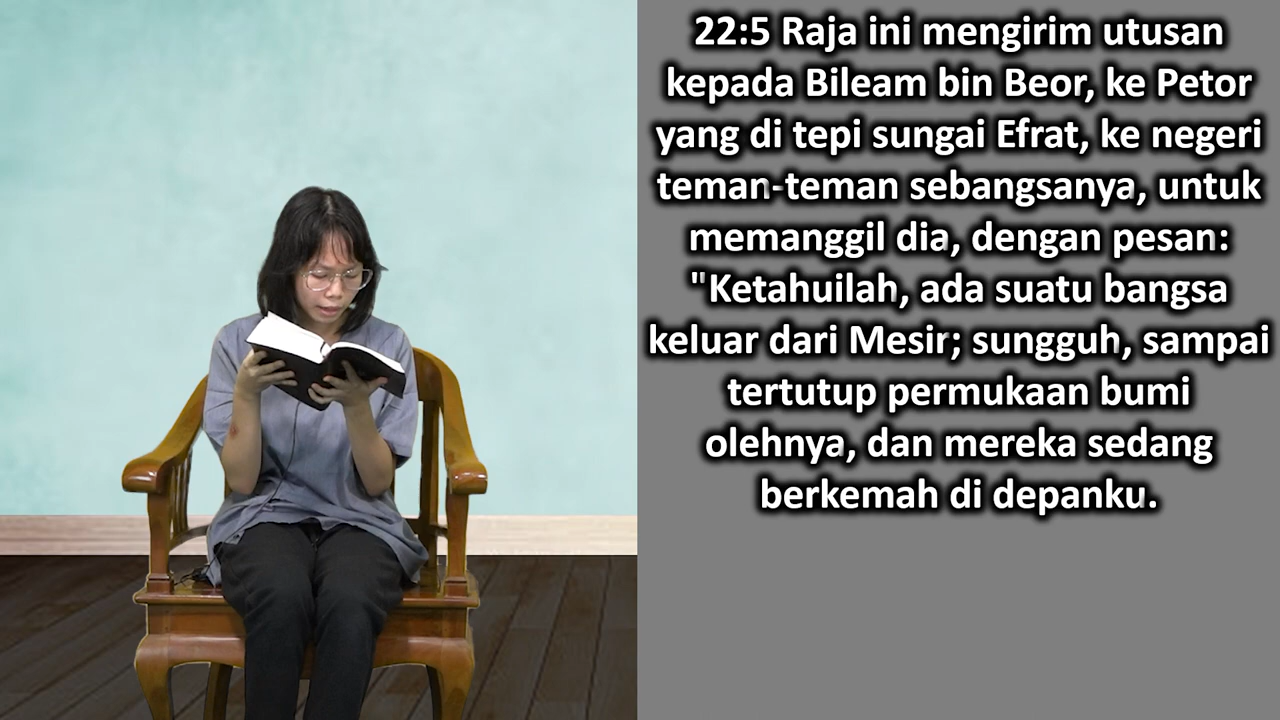 22:5 Raja ini mengirim utusan
kepada Bileam bin Beor, ke Petor
yang di tepi sungai Efrat, ke negeri
teman-teman sebangsanya, untuk
memanggil dia, dengan pesan:
"Ketahuilah, ada suatu bangsa
keluar dari Mesir; sungguh, sampai
tertutup permukaan bumi
olehnya, dan mereka sedang
berkemah di depanku.